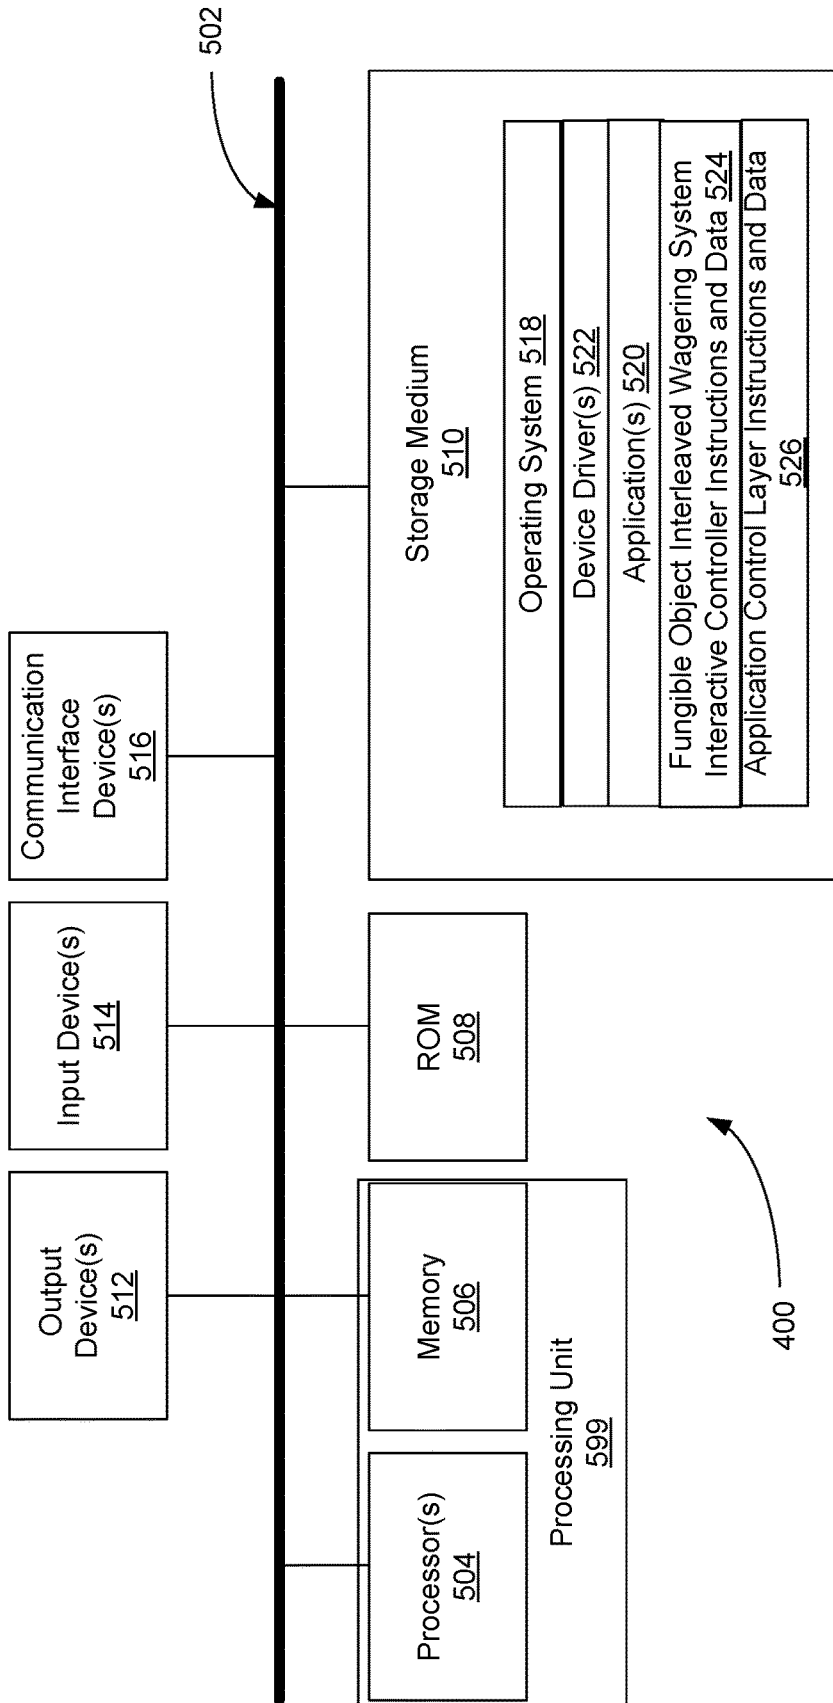 502
Output
Device(s)
512
Input Device(s)
514
Communication
Interface
Device(s)
516
Processor(s)
504
Memory
506
Processing Unit
599
ROM
508
Storage Medium
510
Operating System 518
Device Driver(s) 522
Application(s) 520
Fungible Object Interleaved Wagering System
Interactive Controller Instructions and Data 524
Application Control Layer Instructions and Data
526
400